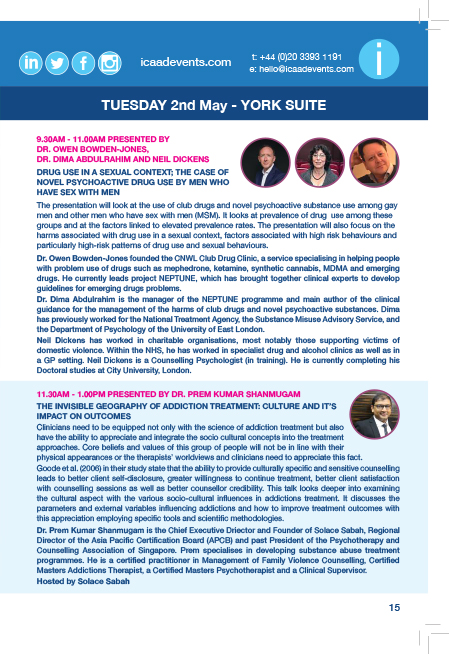 in f
icaadevents.com
t: +44 (0)20 3393 1191
e: hello@icaadevents.com
i
TUESDAY 2nd May - YORK SUITE
9.30AM - 11.00AM PRESENTED BY
DR. OWEN BOWDEN-JONES,
DR. DIMA ABDULRAHIM AND NEIL DICKENS
DRUG USE IN A SEXUAL CONTEXT; THE CASE OF
NOVEL PSYCHOACTIVE DRUG USE BY MEN WHO
HAVE SEX WITH MEN
The presentation will look at the use of club drugs and novel psychoactive substance use among gay
men and other men who have sex with men (MSM). It looks at prevalence of drug use among these
groups and at the factors linked to elevated prevalence rates. The presentation will also focus on the
harms associated with drug use in a sexual context, factors associated with high risk behaviours and
particularly high-risk patterns of drug use and sexual behaviours.
Dr. Owen Bowden-Jones founded the CNWL Club Drug Clinic, a service specialising in helping people
with problem use of drugs such as mephedrone, ketamine, synthetic cannabis, MDMA and emerging
drugs. He currently leads project NEPTUNE, which has brought together clinical experts to develop
guidelines for emerging drugs problems.
Dr. Dima Abdulrahim is the manager of the NEPTUNE programme and main author of the clinical
guidance for the management of the harms of club drugs and novel psychoactive substances. Dima
has previously worked for the National Treatment Agency, the Substance Misuse Advisory Service, and
the Department of Psychology of the University of East London.
Neil Dickens has worked in charitable organisations, most notably those supporting victims of
domestic violence. Within the NHS, he has worked in specialist drug and alcohol clinics as well as in
a GP setting. Neil Dickens is a Counselling Psychologist (in training). He is currently completing his
Doctoral studies at City University, London.
11.30AM - 1.00PM PRESENTED BY DR. PREM KUMAR SHANMUGAM
THE INVISIBLE GEOGRAPHY OF ADDICTION TREATMENT: CULTURE AND IT'S
IMPACT ON OUTCOMES
Clinicians need to be equipped not only with the science of addiction treatment but also
have the ability to appreciate and integrate the socio cultural concepts into the treatment
approaches. Core beliefs and values of this group of people will not be in line with their
physical appearances or the therapists' worldviews and clinicians need to appreciate this fact.
Goode et al. (2006) in their study state that the ability to provide culturally specific and sensitive counselling
leads to better client self-disclosure, greater willingness to continue treatment, better client satisfaction
with counselling sessions as well as better counsellor credibility. This talk looks deeper into examining
the cultural aspect with the various socio-cultural influences in addictions treatment. It discusses the
parameters and external variables influencing addictions and how to improve treatment outcomes with
this appreciation employing specific tools and scientific methodologies.
Dr. Prem Kumar Shanmugam is the Chief Executive Director and Founder of Solace Sabah, Regional
Director of the Asia Pacific Certification Board (APCB) and past President of the Psychotherapy and
Counselling Association of Singapore. Prem specialises in developing substance abuse treatment
programmes. He is a certified practitioner in Management of Family Violence Counselling, Certified
Masters Addictions Therapist, a Certified Masters Psychotherapist and a Clinical Supervisor.
Hosted by Solace Sabah
15